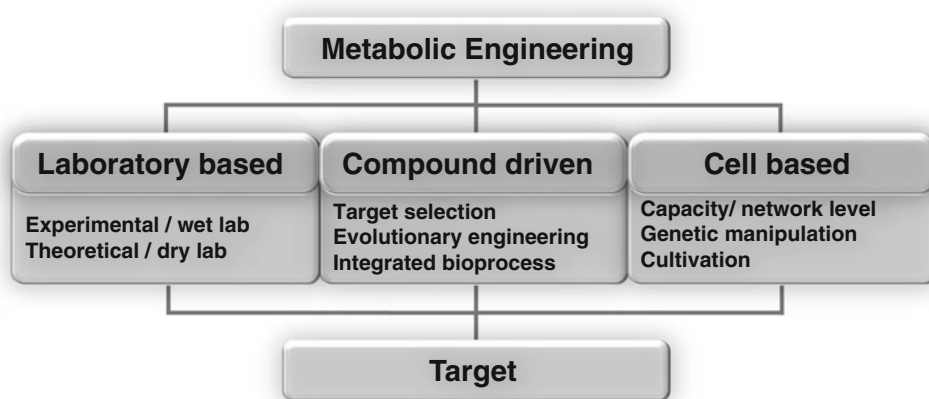 Metabolic Engineering
Laboratory based
Experimental / wet lab
Theoretical / dry lab
Compound driven
Target selection
Evolutionary engineering
Integrated bioprocess
Cell based
Capacity/ network level
Genetic manipulation
Cultivation
Target